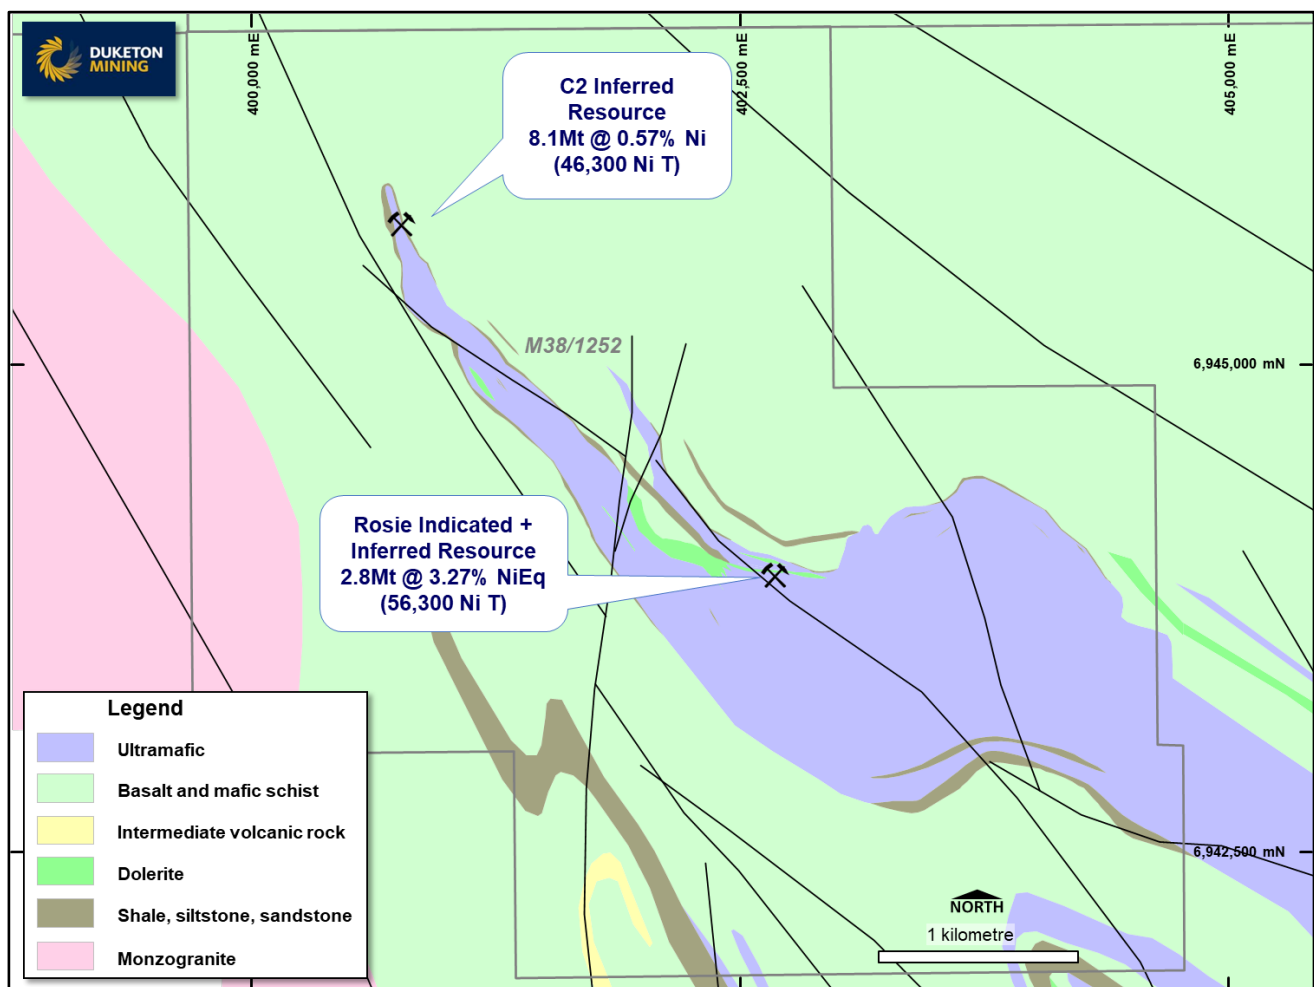 DUKETON
MINING
400,000 mE
402,500 mE
405,000 mE
C2 Inferred
Resource
8.1Mt @ 0.57% Ni
(46,300 Ni T)
M38/1252
6,945,000 mN
Rosie Indicated +
Inferred Resource
2.8Mt @ 3.27% NiEq
(56,300 Ni T)
6,942,500 mN
Legend
Ultramafic
Basalt and mafic schist
Intermediate volcanic rock
Dolerite
Shale, siltstone, sandstone
Monzogranite
NORTH
1 kilometre